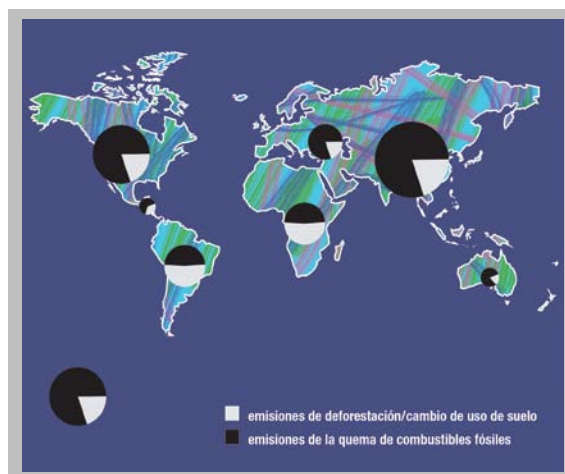 emisiones de deforestación/cambio de uso de suelo
emisiones de la quema de combustibles fósiles